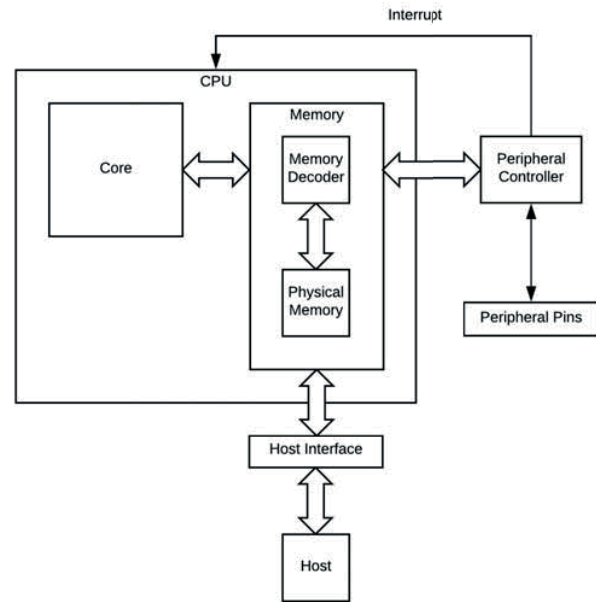 Interrupt
CPU
Core
Memory
Memory
Decoder
Physical
Memory
Peripheral
Controller
Peripheral Pins
Host Interface
Host